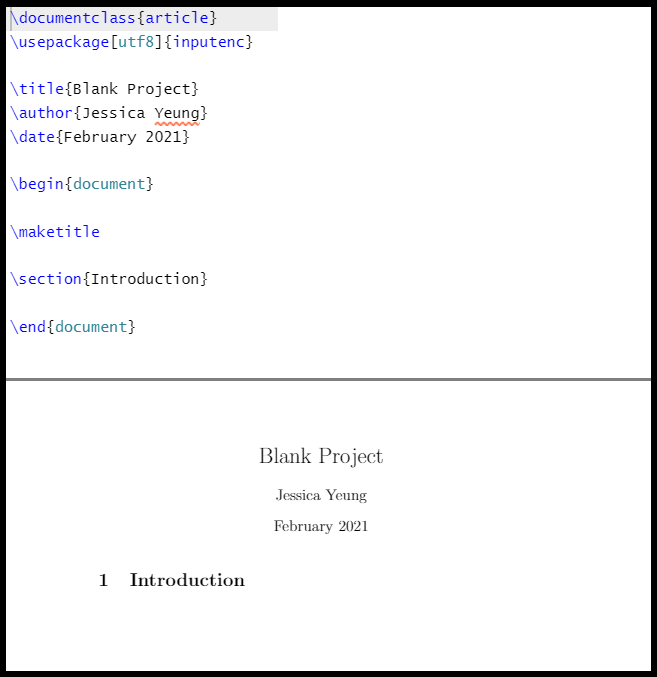 \documentclass{article}
\usepackage[utf8]{inputenc}
\title{Blank Project}
\author{Jessica Yeung}
\date{February 2021}
\begin{document}
\maketitle
\section{Introduction}
\end{document}
Blank Project
Jessica Yeung
February 2021
1 Introduction